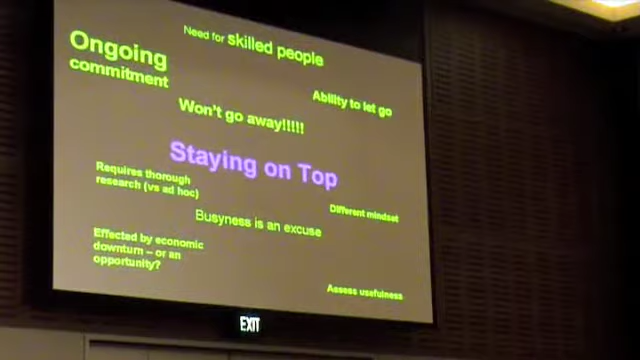 Need for skilled people
Ongoing
commitment
Ability to let go
Won't go away!!!!!
Staying on Top
Requires thorough
research (vs ad hoc)
Different mindset
Busyness is an excuse
Effected by economic
downturn – or an
opportunity?
Assess usefulness
EXIT